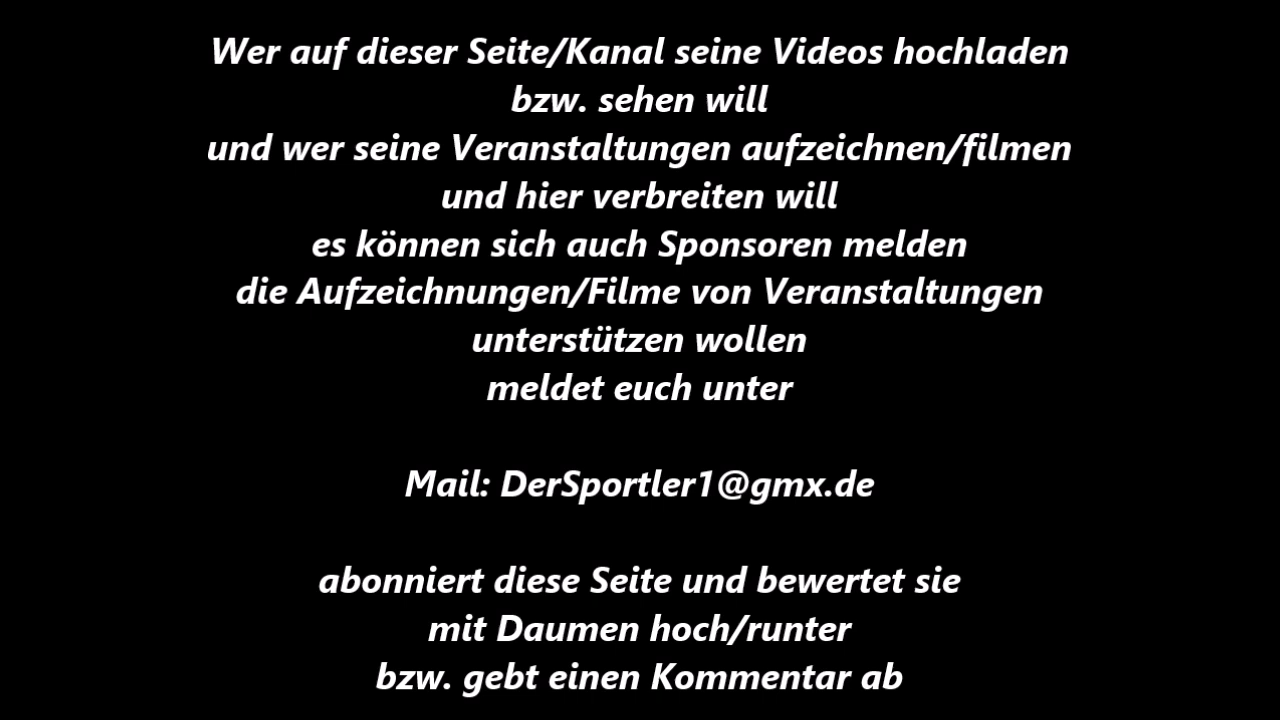 Wer auf dieser Seite/Kanal seine Videos hochladen
bzw. sehen will
und wer seine Veranstaltungen aufzeichnen/filmen
und hier verbreiten will
es können sich auch Sponsoren melden
die Aufzeichnungen/Filme von Veranstaltungen
unterstützen wollen
meldet euch unter
Mail: DerSportler1@gmx.de
abonniert diese Seite und bewertet sie
mit Daumen hoch/runter
bzw. gebt einen Kommentar ab